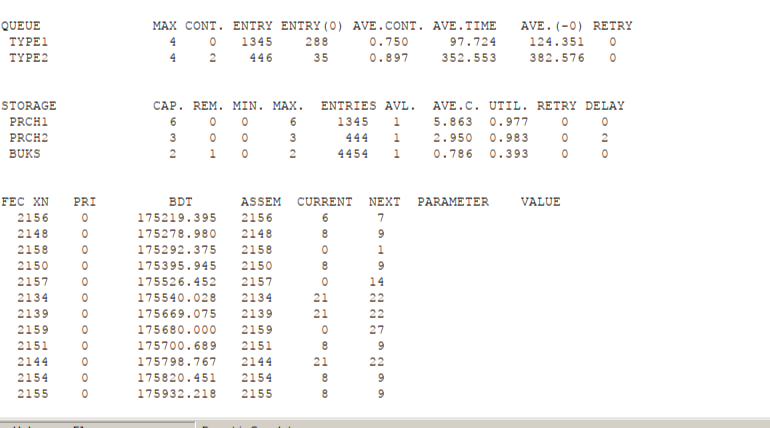 QUEUE MAX CONT. ENTRY ENTRY(0) AVE.CONT. AVE.TIME AVE.(-0) RETRY
TYPE1 4 0 1345 288 0.750 97.724 124.351 0
TYPE2 4 2 446 35 0.897 352.553 382.576 0
STORAGE CAP. REM. MIN. MAX. ENTRIES AVL. AVE.C. UTIL. RETRY DELAY
PRCH1 6 0 0 6 1345 1 5.863 0.977 0 0
PRCH2 3 0 0 3 444 1 2.950 0.983 0 2
BUKS 2 1 0 2 4454 1 0.786 0.393 0 0
FEC XN PRI BDT ASSEM CURRENT NEXT PARAMETER VALUE
2156 0 175219.395 2156 6 7
2148 0 175278.980 2148 8 9
2158 0 175292.375 2158 0 1
2150 0 175395.945 2150 8 9
2157 0 175526.452 2157 0 14
2134 0 175540.028 2134 21 22
2139 0 175669.075 2139 21 22
2159 0 175680.000 2159 0 27
2151 0 175700.689 2151 8 9
2144 0 175798.767 2144 21 22
2154 0 175820.451 2154 8 9
2155 0 175932.218 2155 8 9